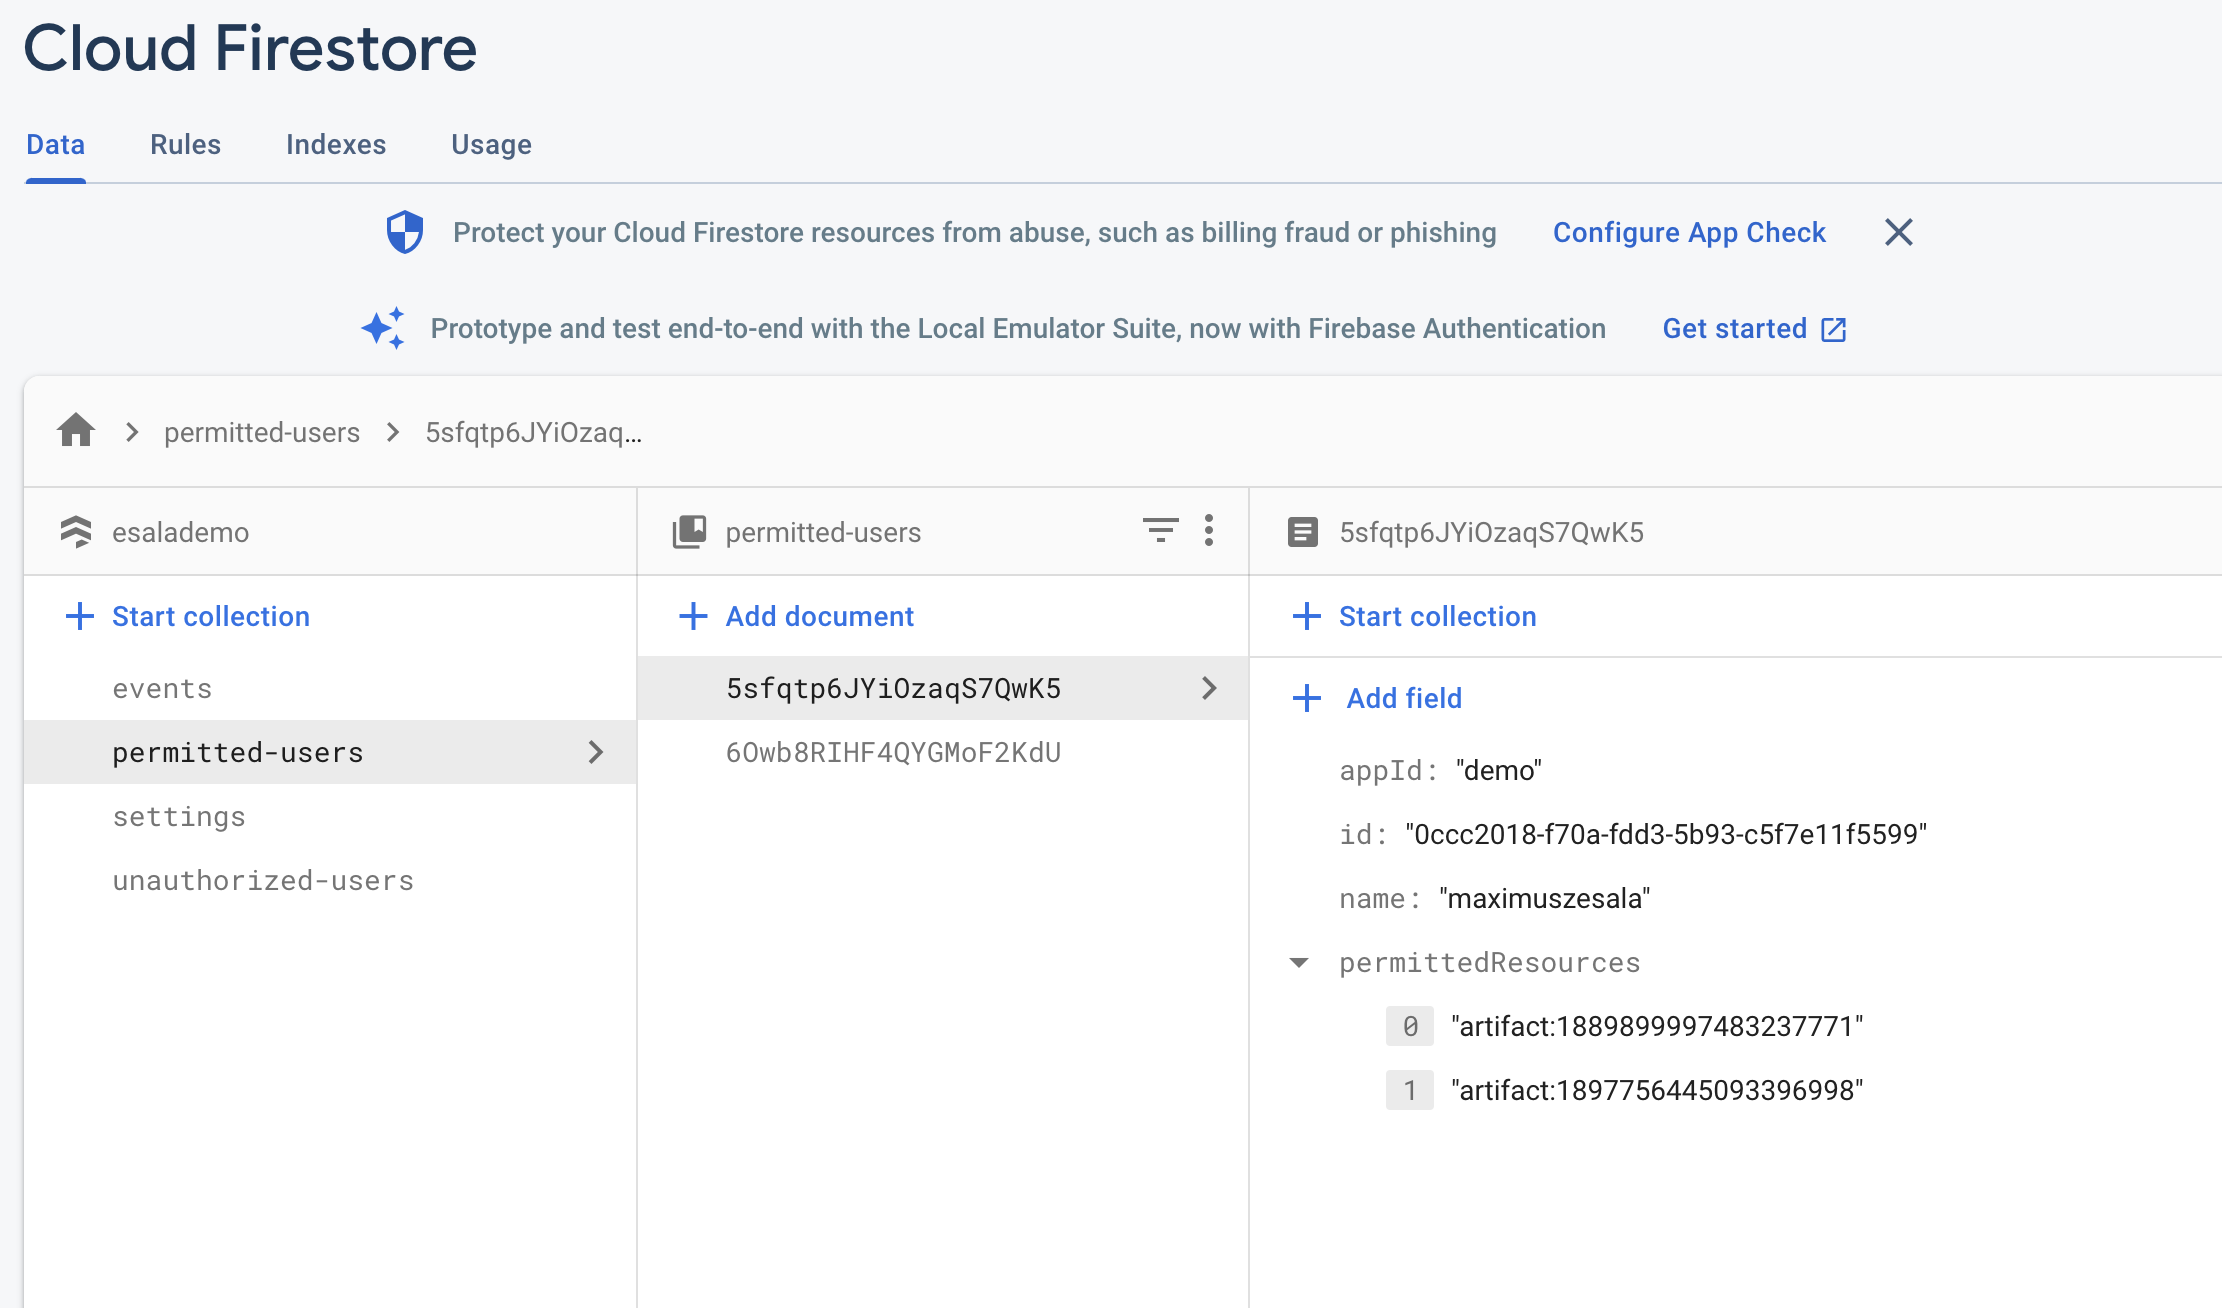 Cloud Firestore
Data Rules Indexes Usage
Protect your Cloud Firestore resources from abuse, such as billing fraud or phishing Configure App Check
Prototype and test end-to-end with the Local Emulator Suite, now with Firebase Authentication Get started
permitted-users 5sfqtp6JYiOzaq...
esalademo
Start collection
events
permitted-users
settings
unauthorized-users
permitted-users
Add document
5sfqtp6JYiOzaqS7QwK5
6Owb8RIHF4QYGMoF2KdU
5sfqtp6JYiOzaqS7QwK5
Start collection
Add field
appId: "demo"
id: "0ccc2018-f70a-fdd3-5b93-c5f7e11f5599"
name: "maximuszesala"
permittedResources
0 "artifact:1889899997483237771"
1 "artifact:1897756445093396998"